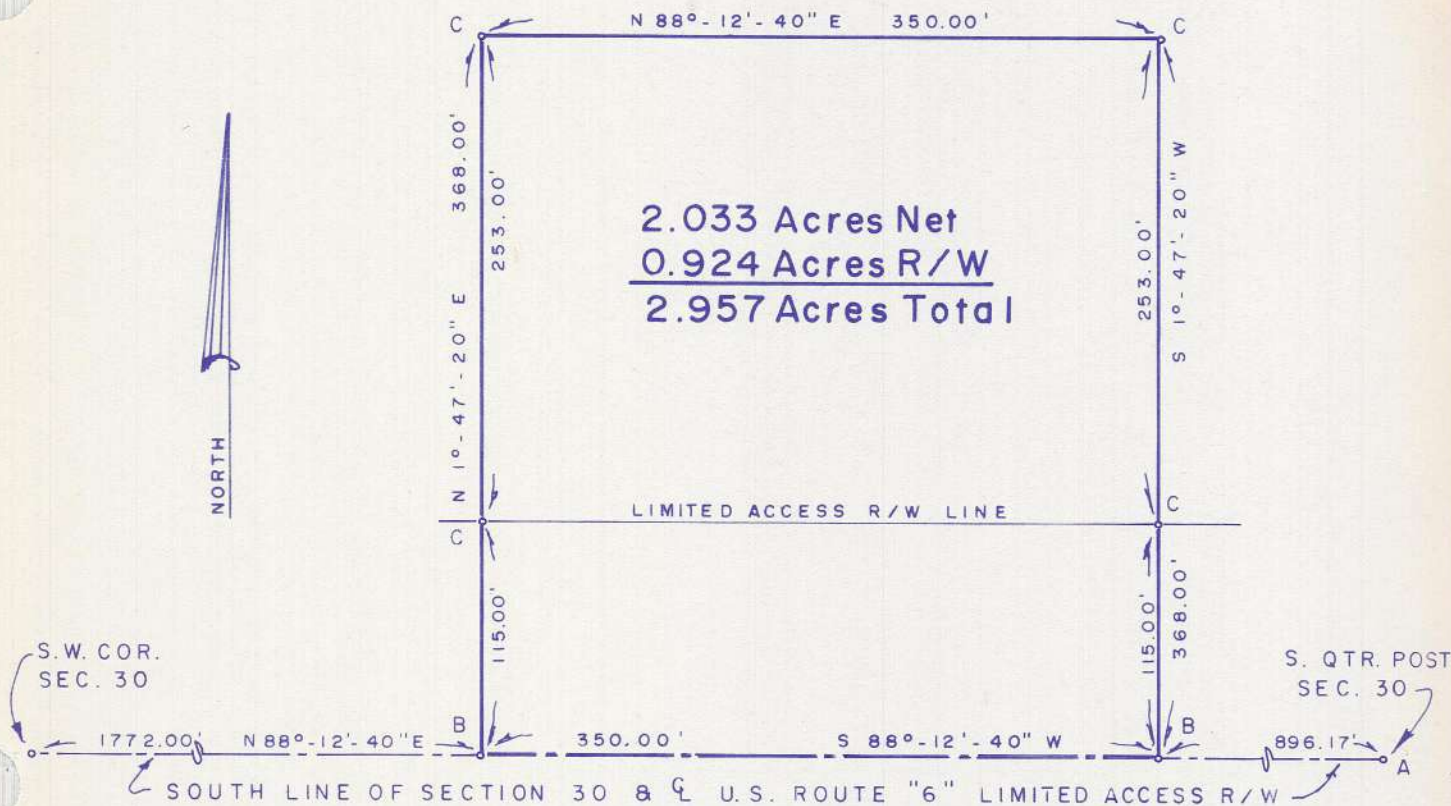 C
N 88°-12'-40" E 350.00'
C
368.00'
253.00'
N 1°-47'-20" E
2.033 Acres Net
0.924 Acres R/W
2.957 Acres Total
253.00'
S 1°-47'-20" W
NORTH
LIMITED ACCESS R/W LINE
C
C
115.00'
115.00'
368.00'
S.W. COR.
SEC. 30
S. QTR. POST
SEC. 30
1772.00' N 88°-12'-40"E
B
350.00' S 88°-12'-40" W
B
896.17'
A
SOUTH LINE OF SECTION 30 & ℄ U.S. ROUTE "6" LIMITED ACCESS R/W